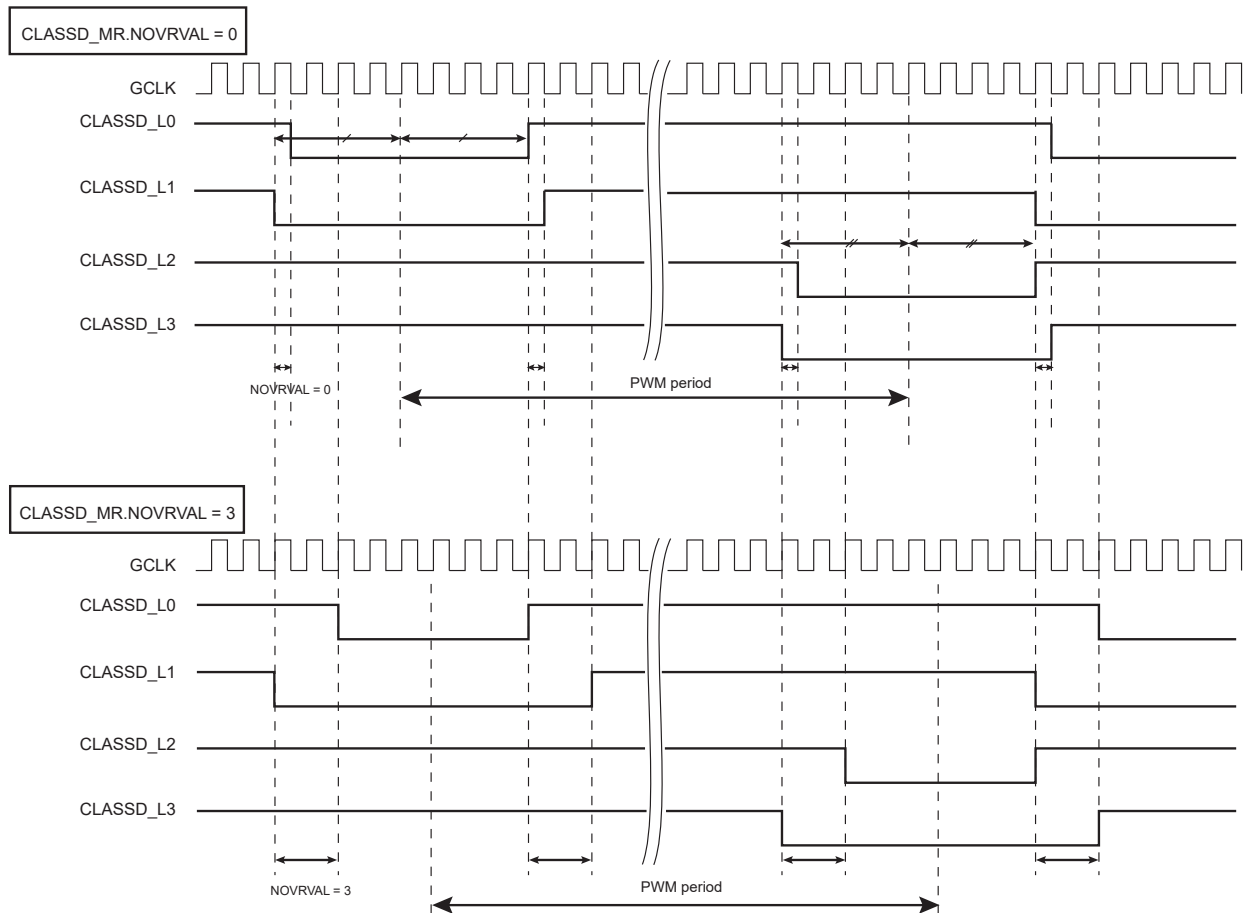 CLASSD_MR.NOVRVAL = 0
GCLK
CLASSD_L0
CLASSD_L1
CLASSD_L2
CLASSD_L3
NOVRVAL = 0
PWM period
CLASSD_MR.NOVRVAL = 3
GCLK
CLASSD_L0
CLASSD_L1
CLASSD_L2
CLASSD_L3
NOVRVAL = 3
PWM period